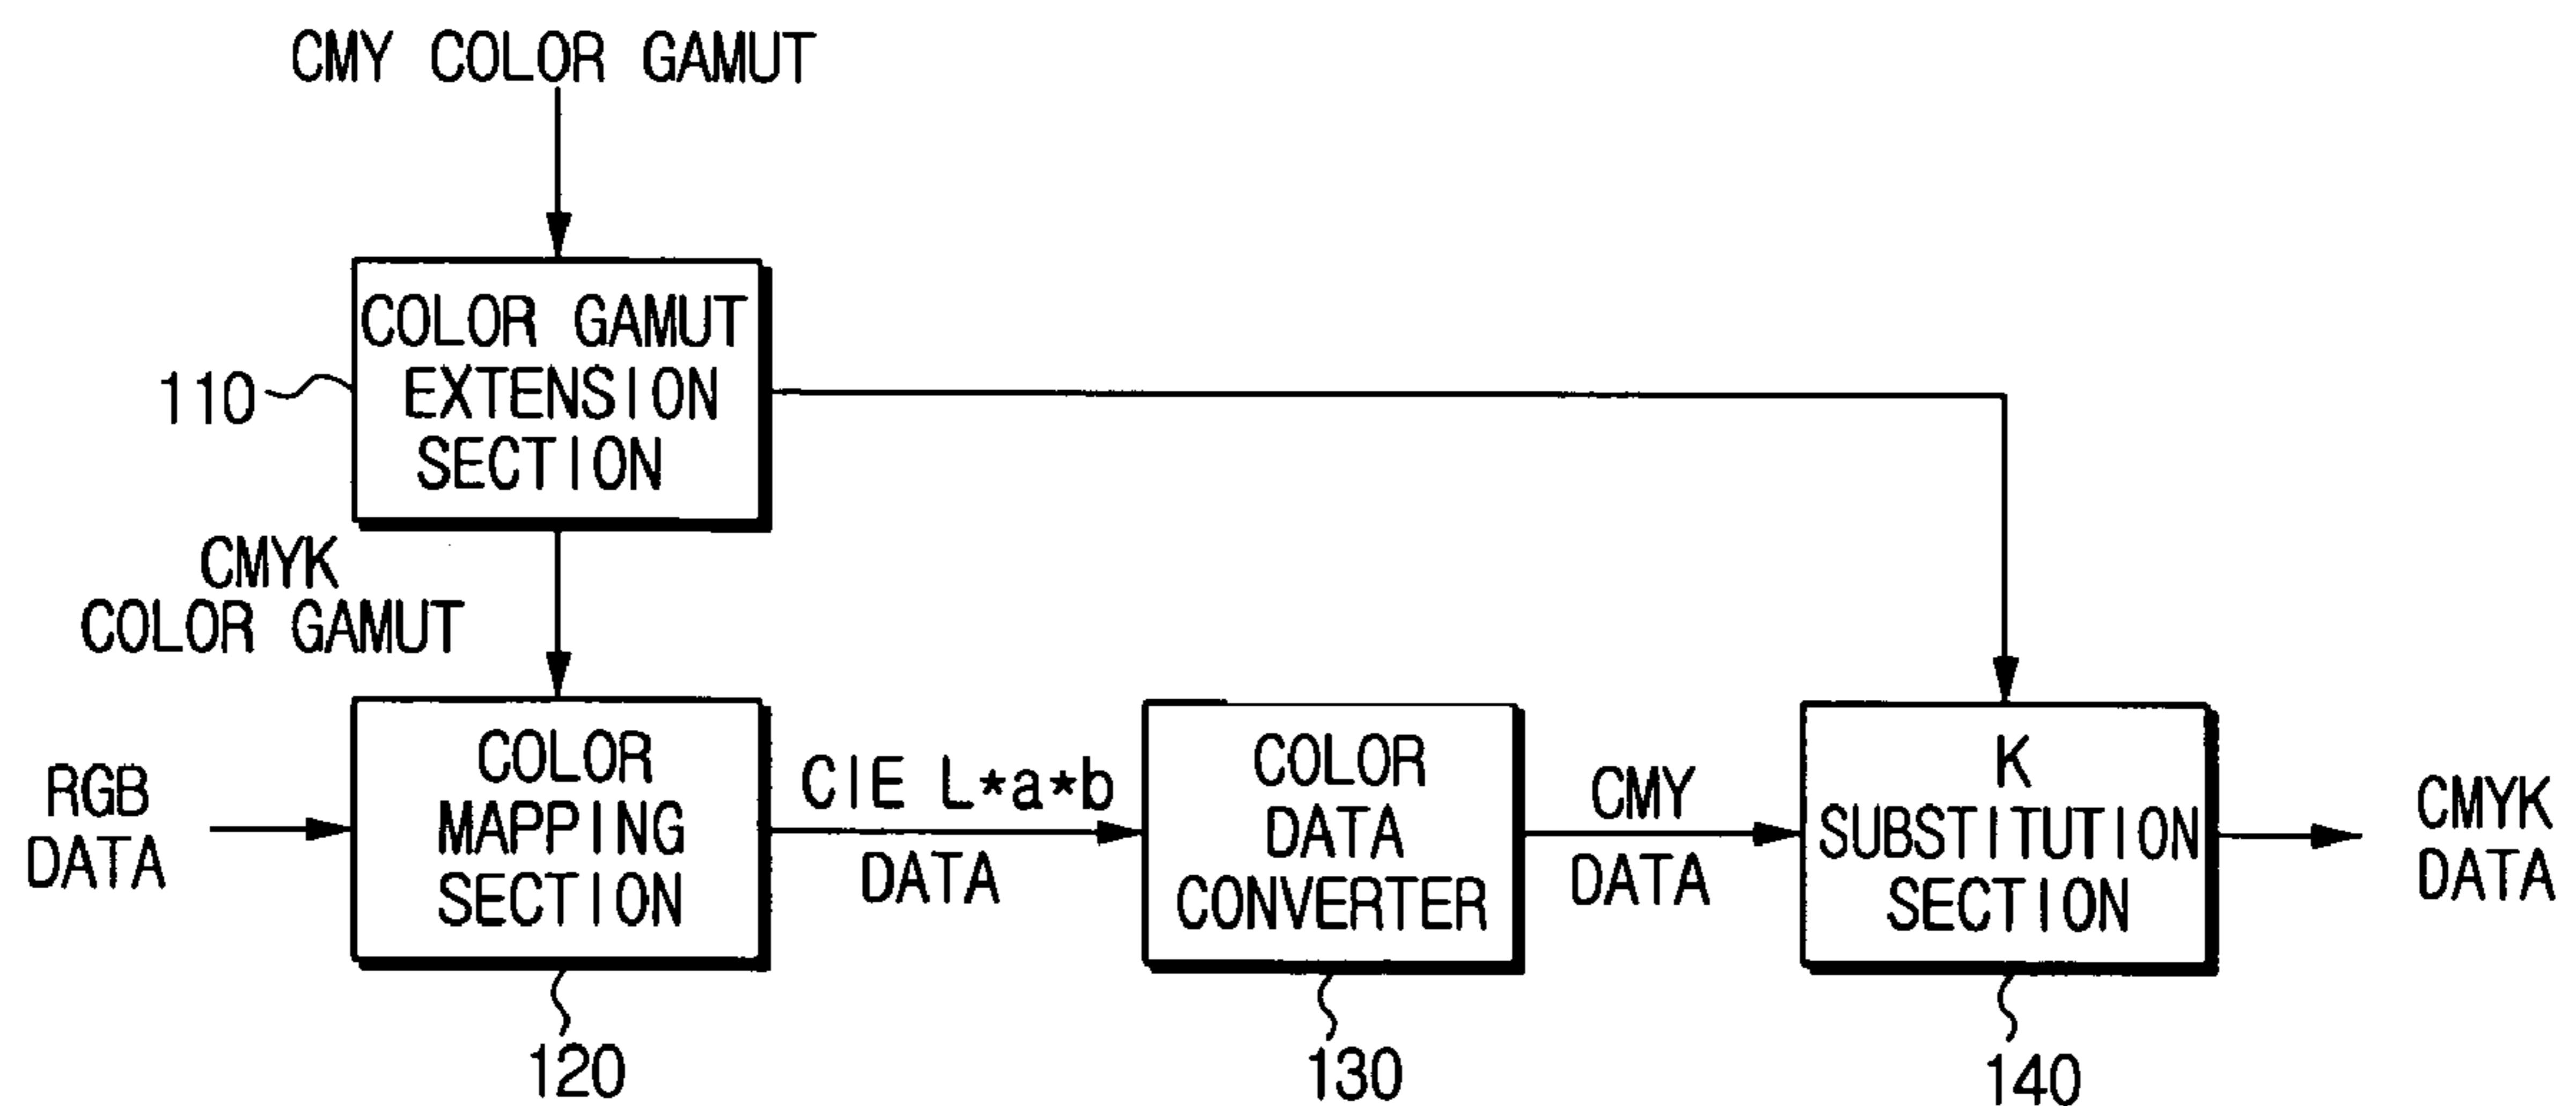 CMY COLOR GAMUT
COLOR GAMUT
EXTENSION
SECTION
110
CMYK
COLOR GAMUT
RGB
DATA
COLOR
MAPPING
SECTION
120
CIE L*a*b
DATA
COLOR
DATA
CONVERTER
130
CMY
DATA
K
SUBSTITUTION
SECTION
140
CMYK
DATA